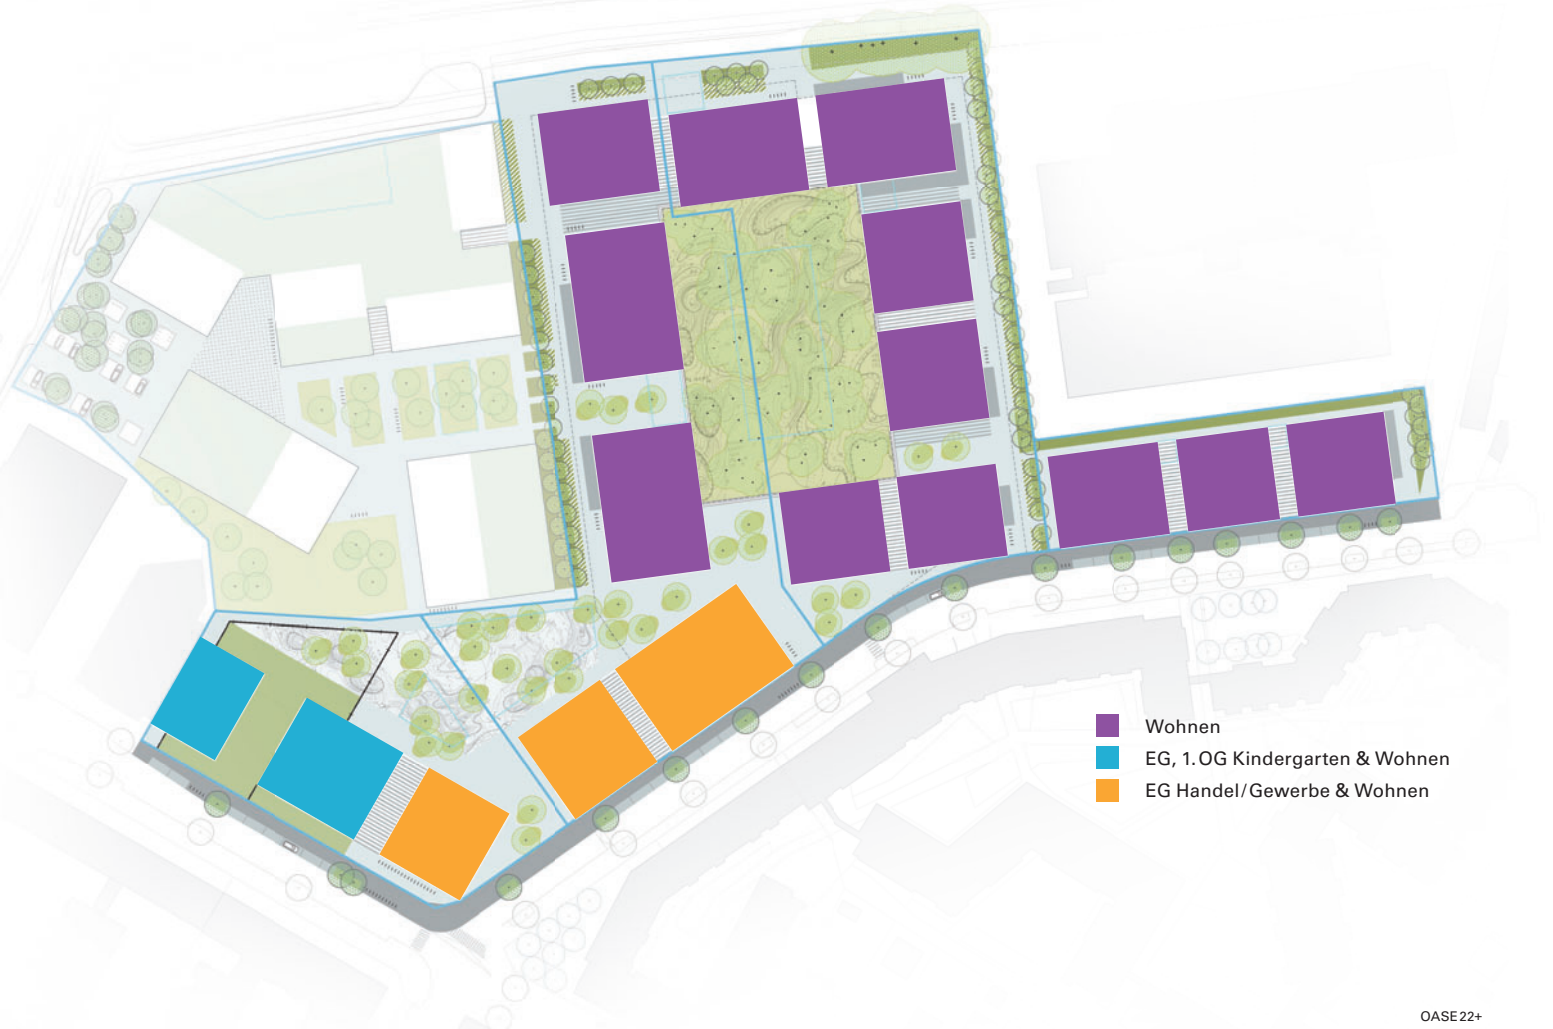 Wohnen
EG, 1. OG Kindergarten & Wohnen
EG Handel/Gewerbe & Wohnen
OASE 22+